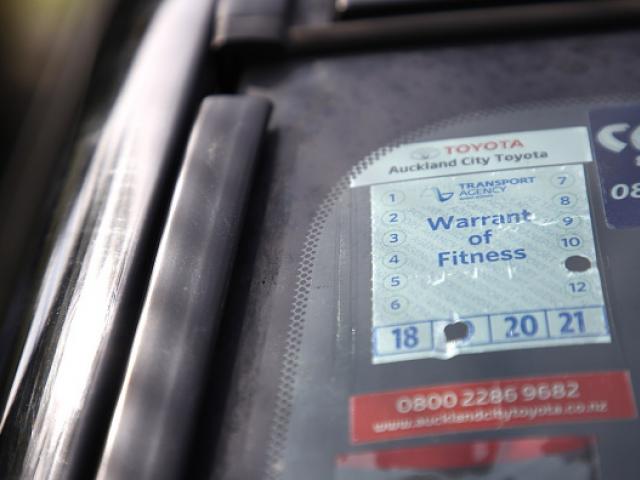 TOYOTA
Auckland City Toyota
TRANSPORT
AGENCY
1
2
3
4
5
6
7
8
9
10
12
Warrant
of
Fitness
18 20 21
0800 2286 9682
www.aucklandcitytoyota.co.nz
08